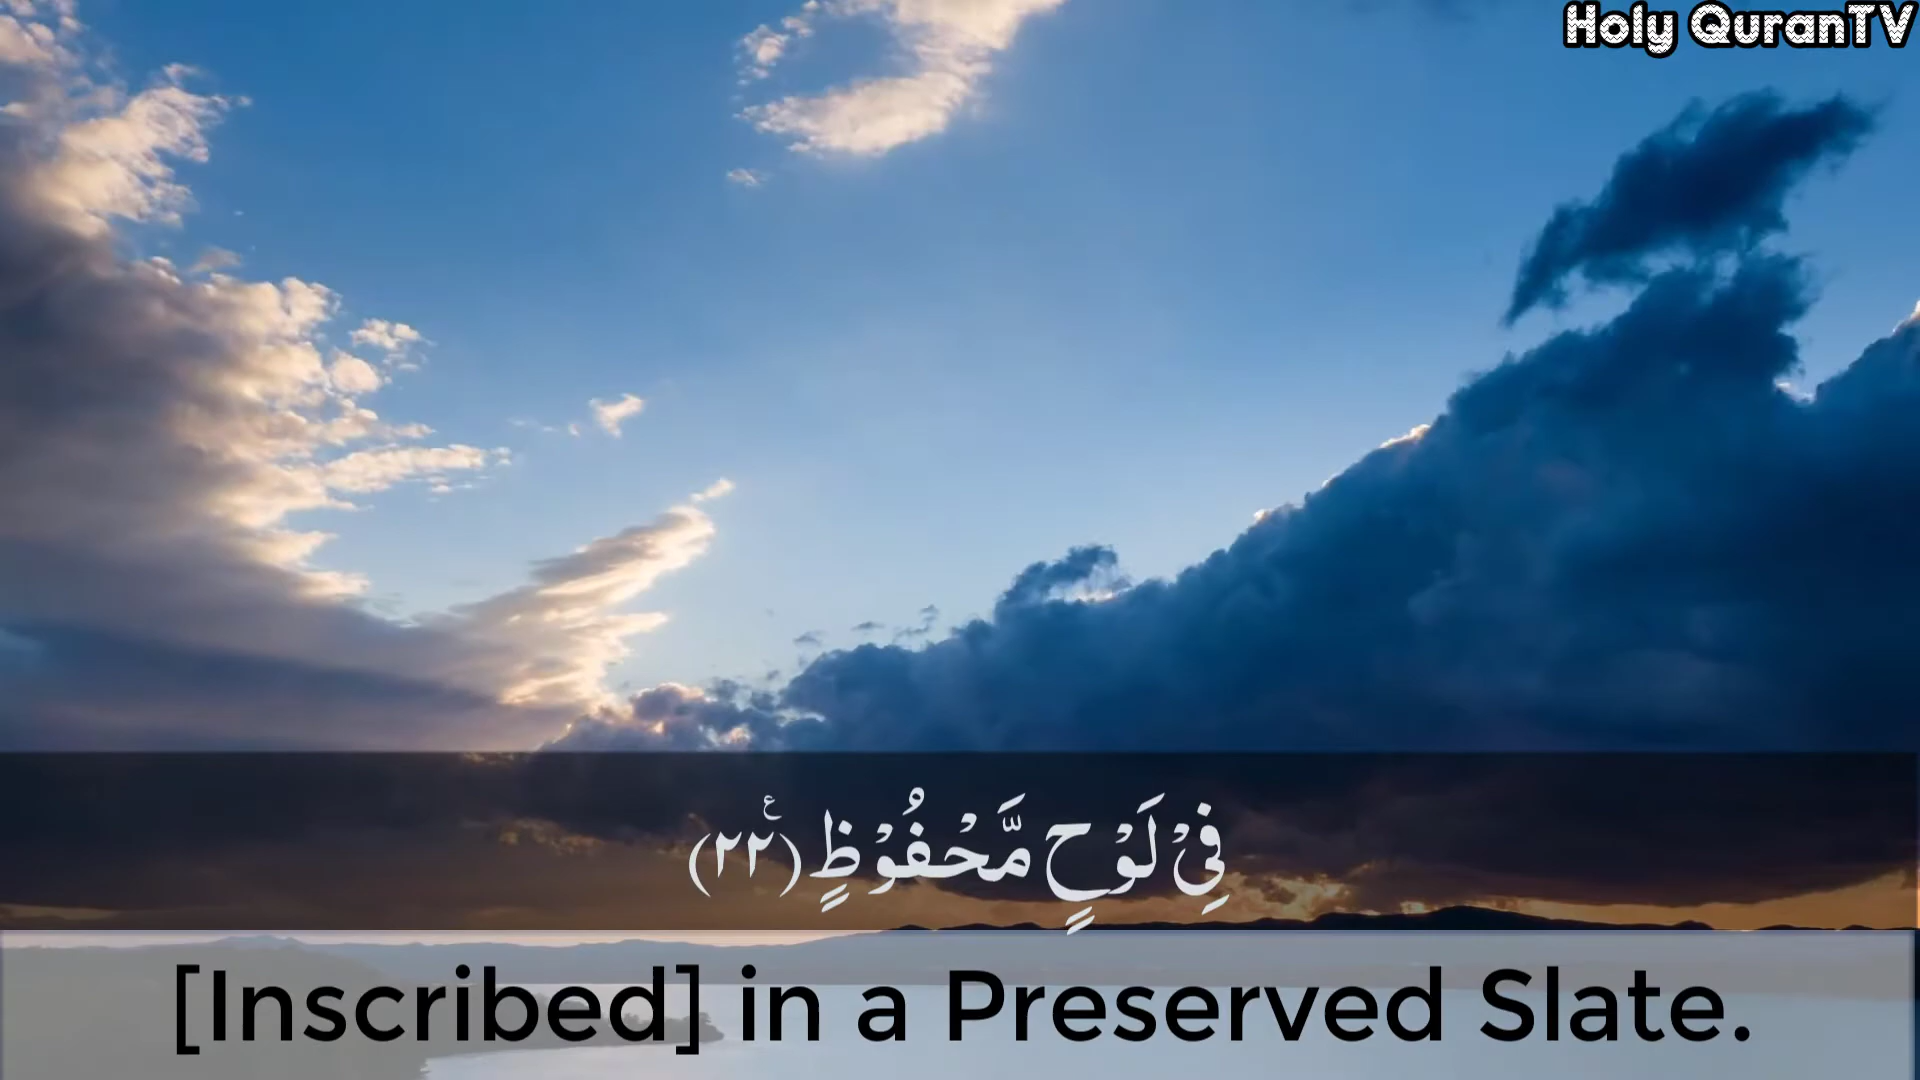 Holy QuranTV
فِیْ لَوْحٍ مَّحْفُوْظٍ ﴿٢٢﴾ ع
[Inscribed] in a Preserved Slate.